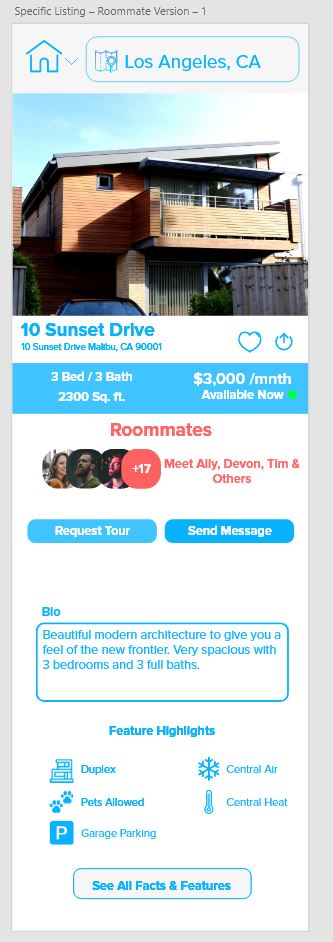 Specific Listing – Roommate Version – 1
Los Angeles, CA
10 Sunset Drive
10 Sunset Drive Malibu, CA 90001
3 Bed / 3 Bath
$3,000 /mnth
2300 Sq. ft.
Available Now
Roommates
+17
Meet Ally, Devon, Tim &
Others
Request Tour
Send Message
Bio
Beautiful modern architecture to give you a
feel of the new frontier. Very spacious with
3 bedrooms and 3 full baths.
Feature Highlights
Duplex
Central Air
Pets Allowed
Central Heat
P
Garage Parking
See All Facts & Features